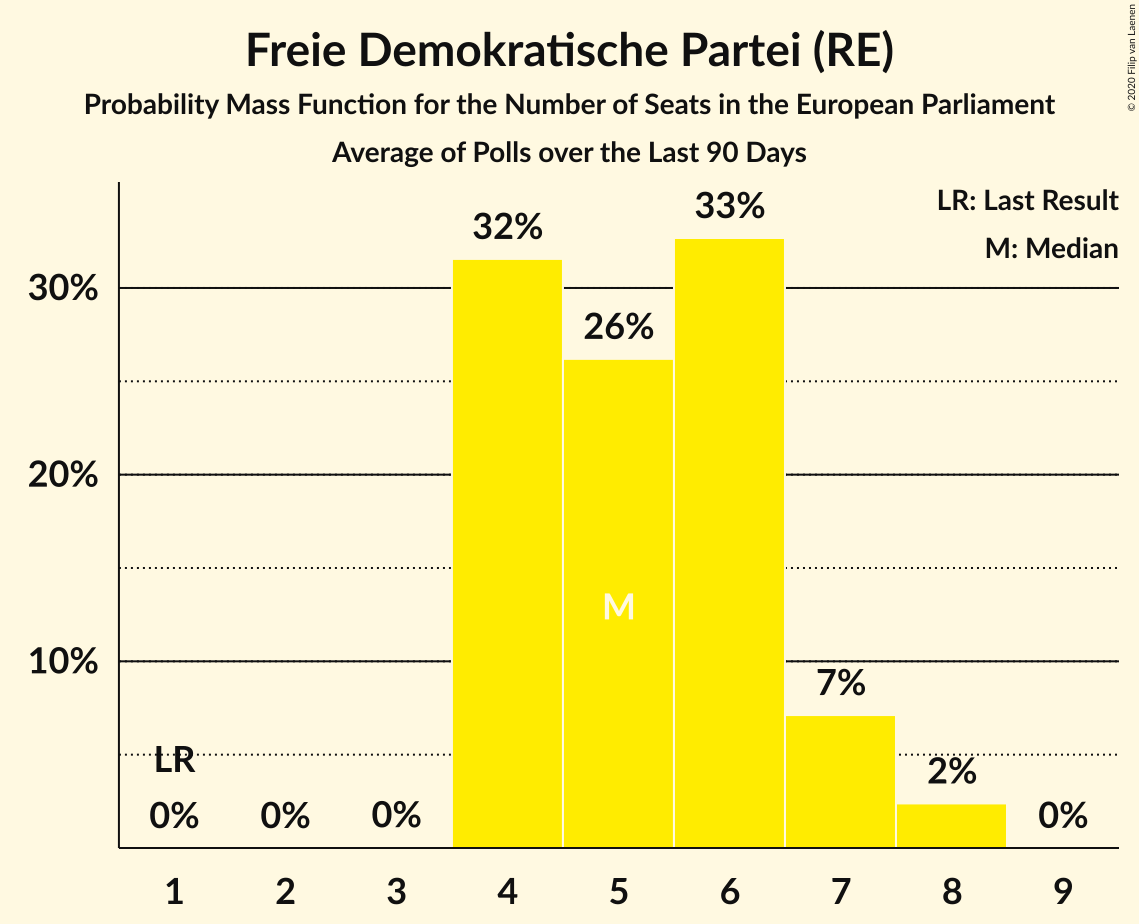 Freie Demokratische Partei (RE)
Probability Mass Function for the Number of Seats in the European Parliament
Average of Polls over the Last 90 Days
© 2020 Filip van Laenen
LR: Last Result
M: Median
33%
32%
30%
26%
20%
M
10%
7%
LR
2%
0% 0% 0% 0%
1 2 3 4 5 6 7 8 9